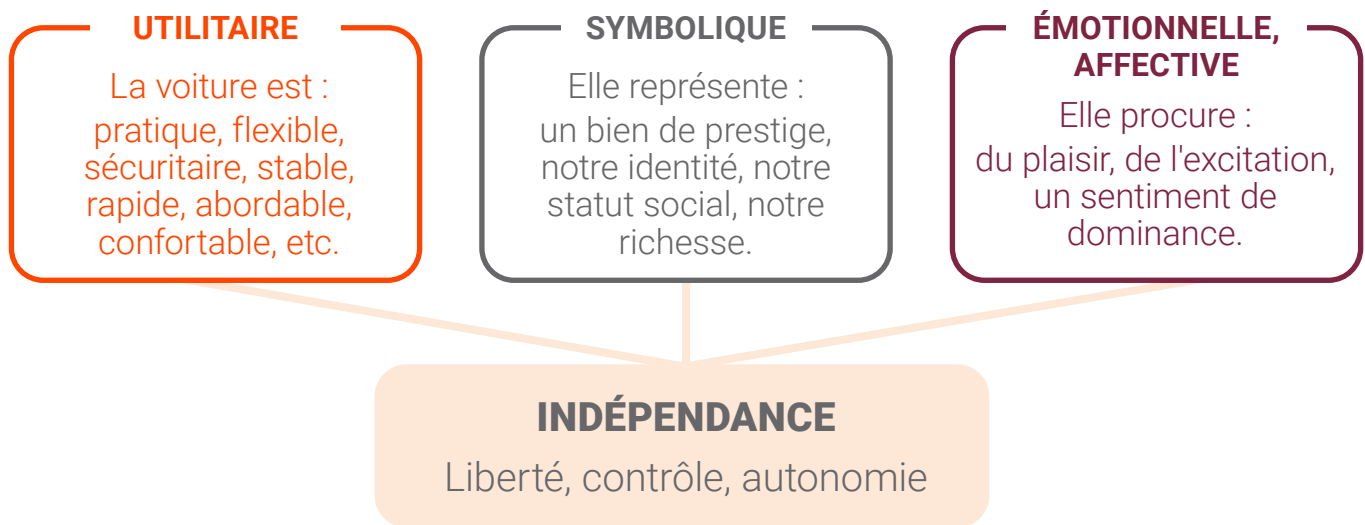 UTILITAIRE
La voiture est :
pratique, flexible,
sécuritaire, stable,
rapide, abordable,
confortable, etc.
SYMBOLIQUE
Elle représente :
un bien de prestige,
notre identité, notre
statut social, notre
richesse.
ÉMOTIONNELLE,
AFFECTIVE
Elle procure :
du plaisir, de l'excitation,
un sentiment de
dominance.
INDÉPENDANCE
Liberté, contrôle, autonomie